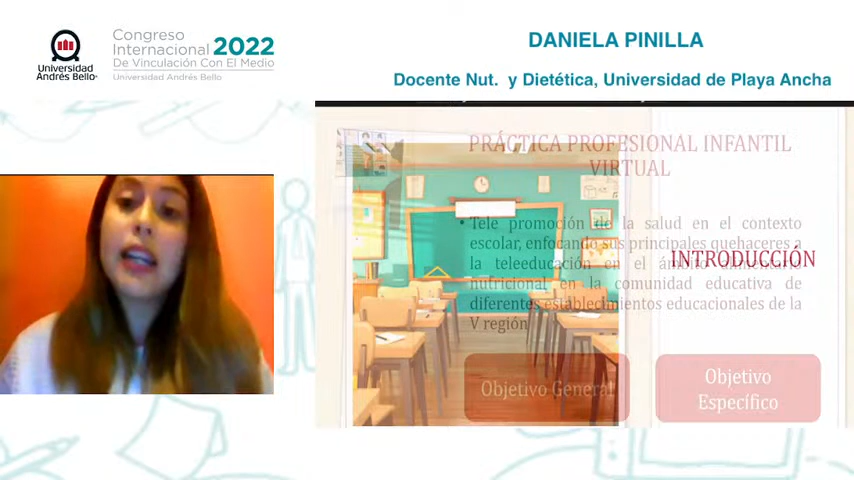 Universidad
Andrés Bello
Congreso
Internacional 2022
De Vinculación Con El Medio
Universidad Andrés Bello
DANIELA PINILLA
Docente Nut. y Dietética, Universidad de Playa Ancha
PRÁCTICA PROFESIONAL INFANTIL
VIRTUAL
• Tele promoción de la salud en el contexto
escolar, enfocando sus principales quehaceres a
la teleeducación en el ámbito alimentario
nutricional en la comunidad educativa de
diferentes establecimientos educacionales de la
V región
INTRODUCCIÓN
Objetivo General
Objetivo
Específico